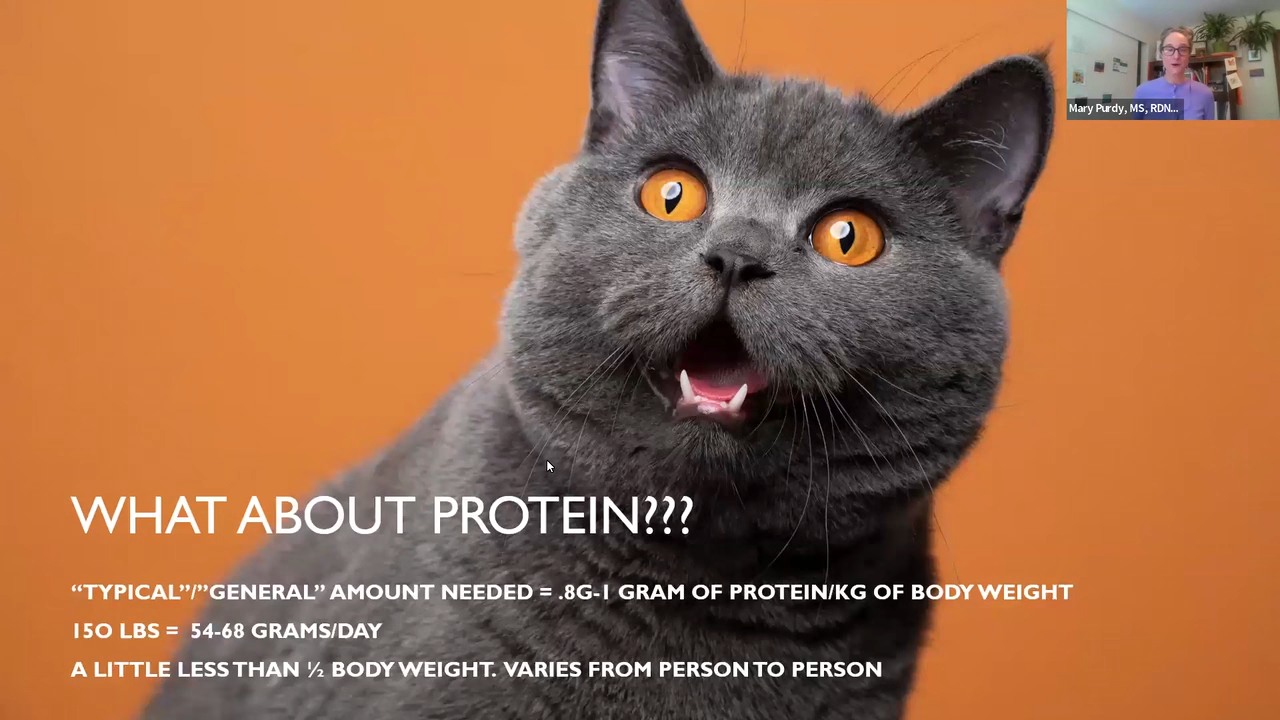 Mary Purdy, MS, RDN...
WHAT ABOUT PROTEIN???
“TYPICAL”/”GENERAL” AMOUNT NEEDED = .8G-1 GRAM OF PROTEIN/KG OF BODY WEIGHT
15O LBS = 54-68 GRAMS/DAY
A LITTLE LESS THAN ½ BODY WEIGHT. VARIES FROM PERSON TO PERSON